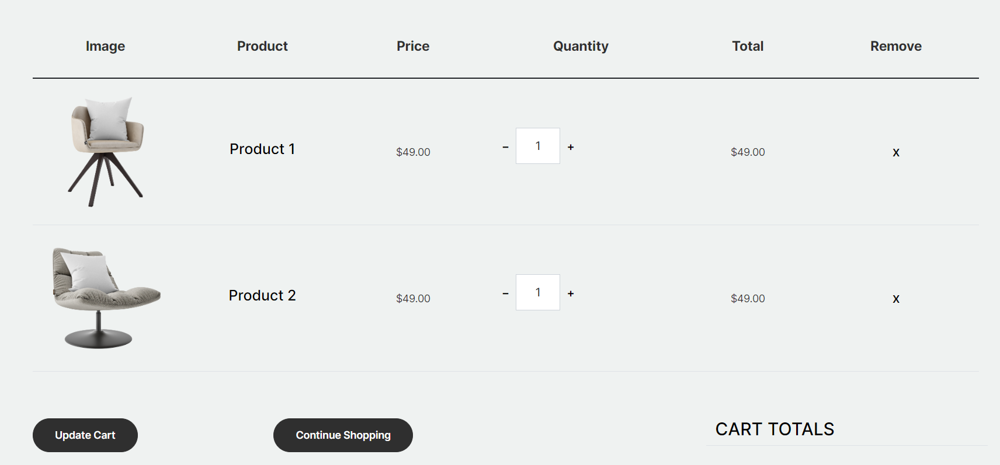 Image Product Price Quantity Total Remove
Product 1 $49.00 − 1 + $49.00 x
Product 2 $49.00 − 1 + $49.00 x
Update Cart Continue Shopping CART TOTALS